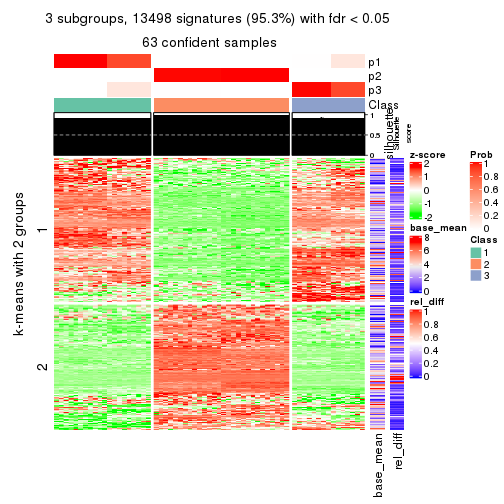 3 subgroups, 13498 signatures (95.3%) with fdr < 0.05
63 confident samples
p1
p2
p3
Class
1
0.5
0
silhouette
Silhouette
score
k-means with 2 groups
1
2
base_mean
rel_diff
z-score
2
1
0
-1
-2
base_mean
8
6
4
2
0
rel_diff
1
0.8
0.6
0.4
0.2
0
Prob
1
0.8
0.6
0.4
0.2
0
Class
1
2
3